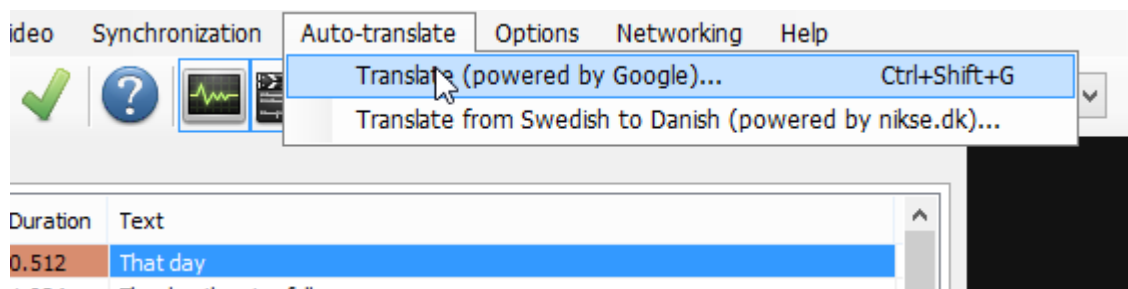 ideo Synchronization Auto-translate Options Networking Help
Translate (powered by Google)... Ctrl+Shift+G
Translate from Swedish to Danish (powered by nikse.dk)...
Duration Text
0.512 That day